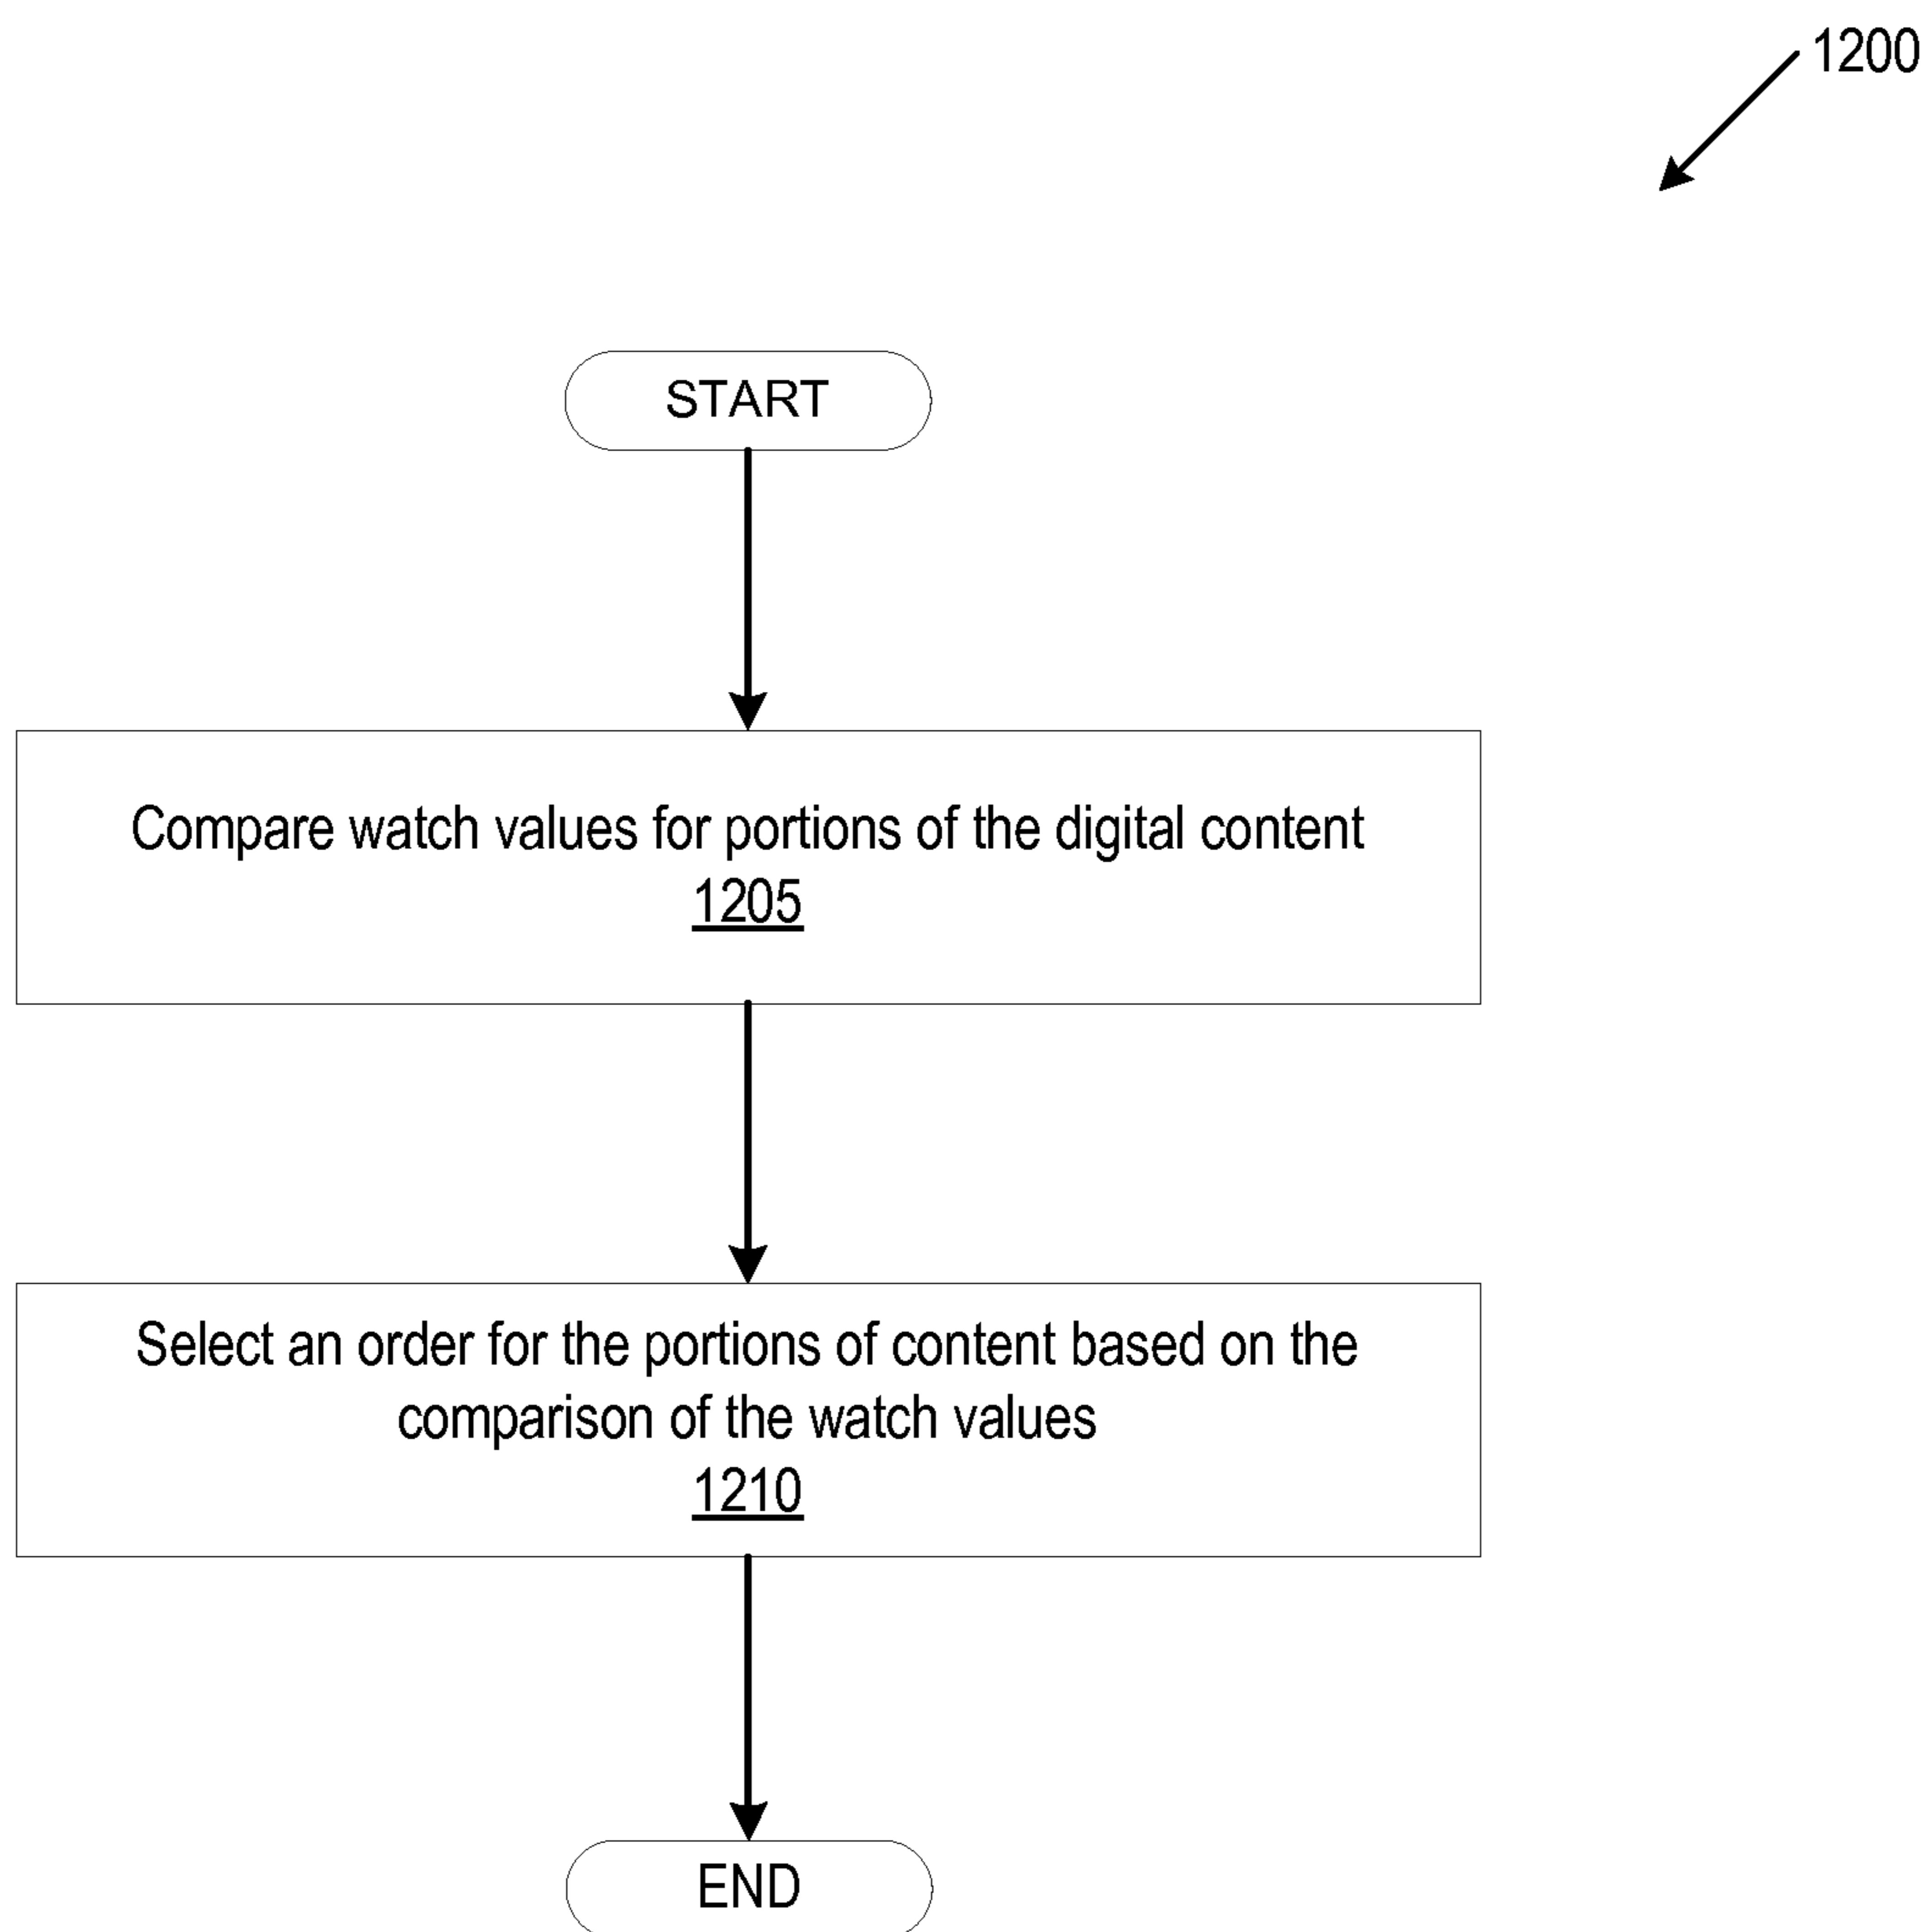 1200
START
Compare watch values for portions of the digital content
1205
Select an order for the portions of content based on the
comparison of the watch values
1210
END